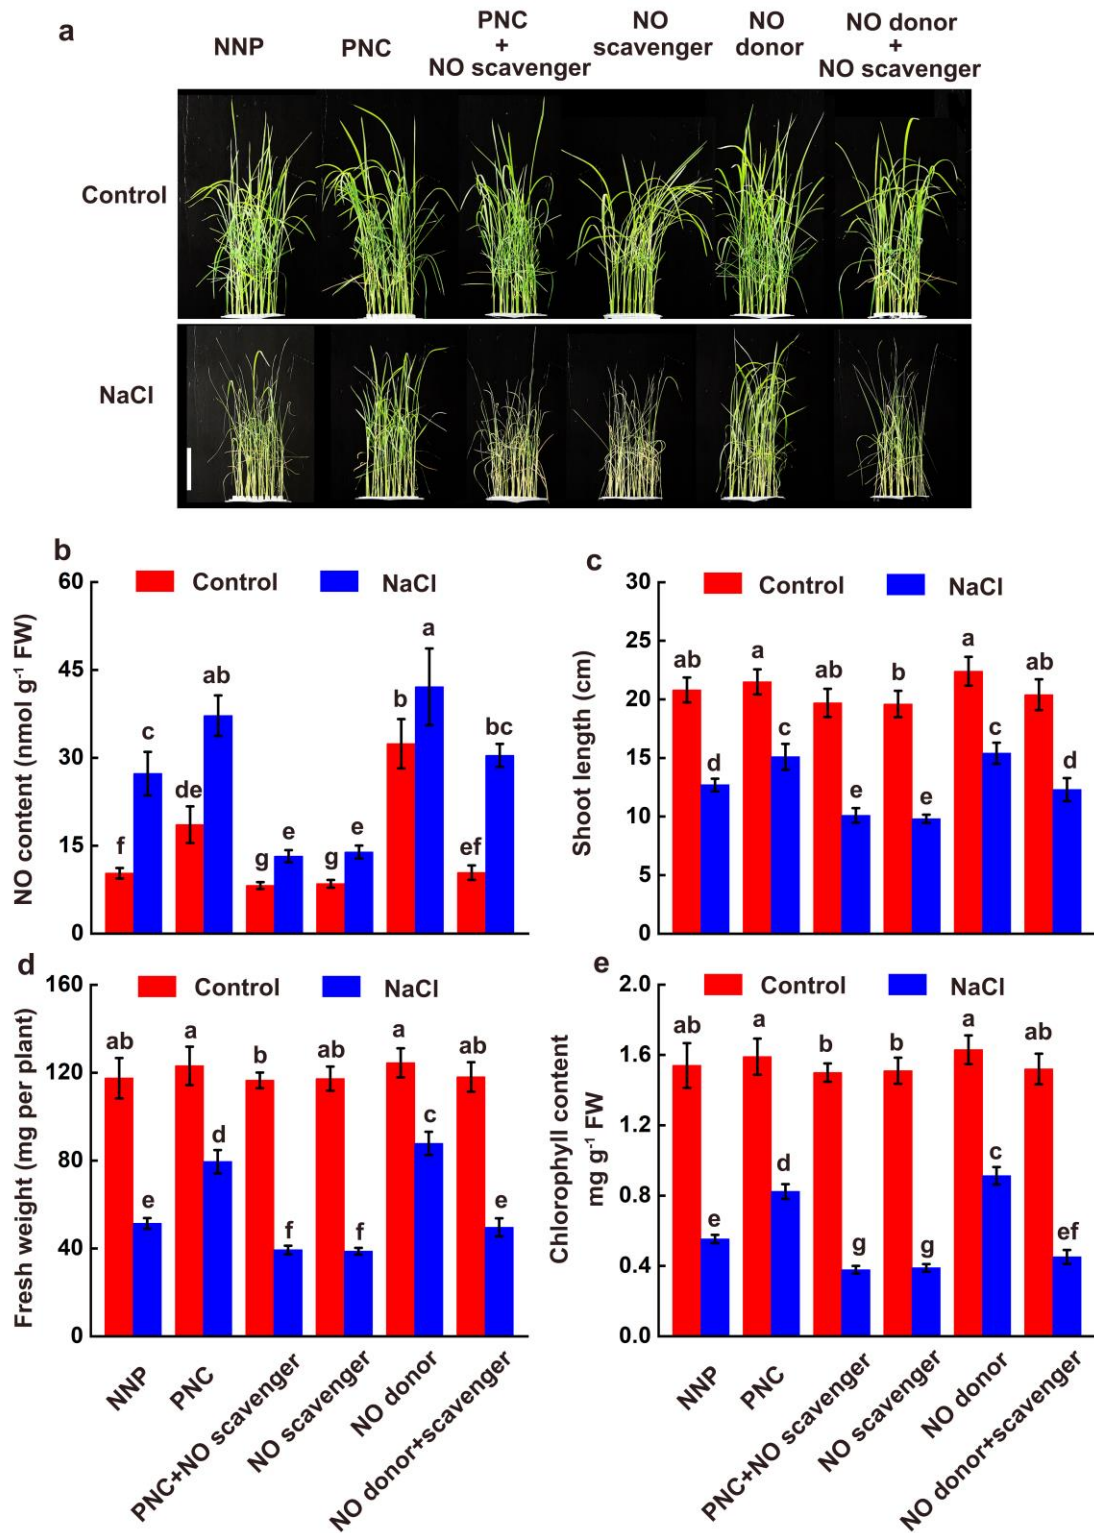 a
NNP
PNC
PNC
+
NO scavenger
NO
scavenger
NO
donor
NO donor
+
NO scavenger
Control
NaCl
b
Control
NaCl
NO content (nmol g-1 FW)
60
45
30
15
0
f
c
de
ab
g
e
g
e
b
a
ef
bc
c
Control
NaCl
Shoot length (cm)
30
25
20
15
10
5
0
ab
d
a
c
ab
e
b
e
a
c
ab
d
d
Control
NaCl
Fresh weight (mg per plant)
160
120
80
40
0
ab
e
a
d
b
f
ab
f
a
c
ab
e
NNP
PNC
PNC+NO scavenger
NO scavenger
NO donor
NO donor+scavenger
e
Control
NaCl
Chlorophyll content
mg g-1 FW
2.0
1.6
1.2
0.8
0.4
0.0
ab
e
a
d
b
g
b
g
a
c
ab
ef
NNP
PNC
PNC+NO scavenger
NO scavenger
NO donor
NO donor+scavenger